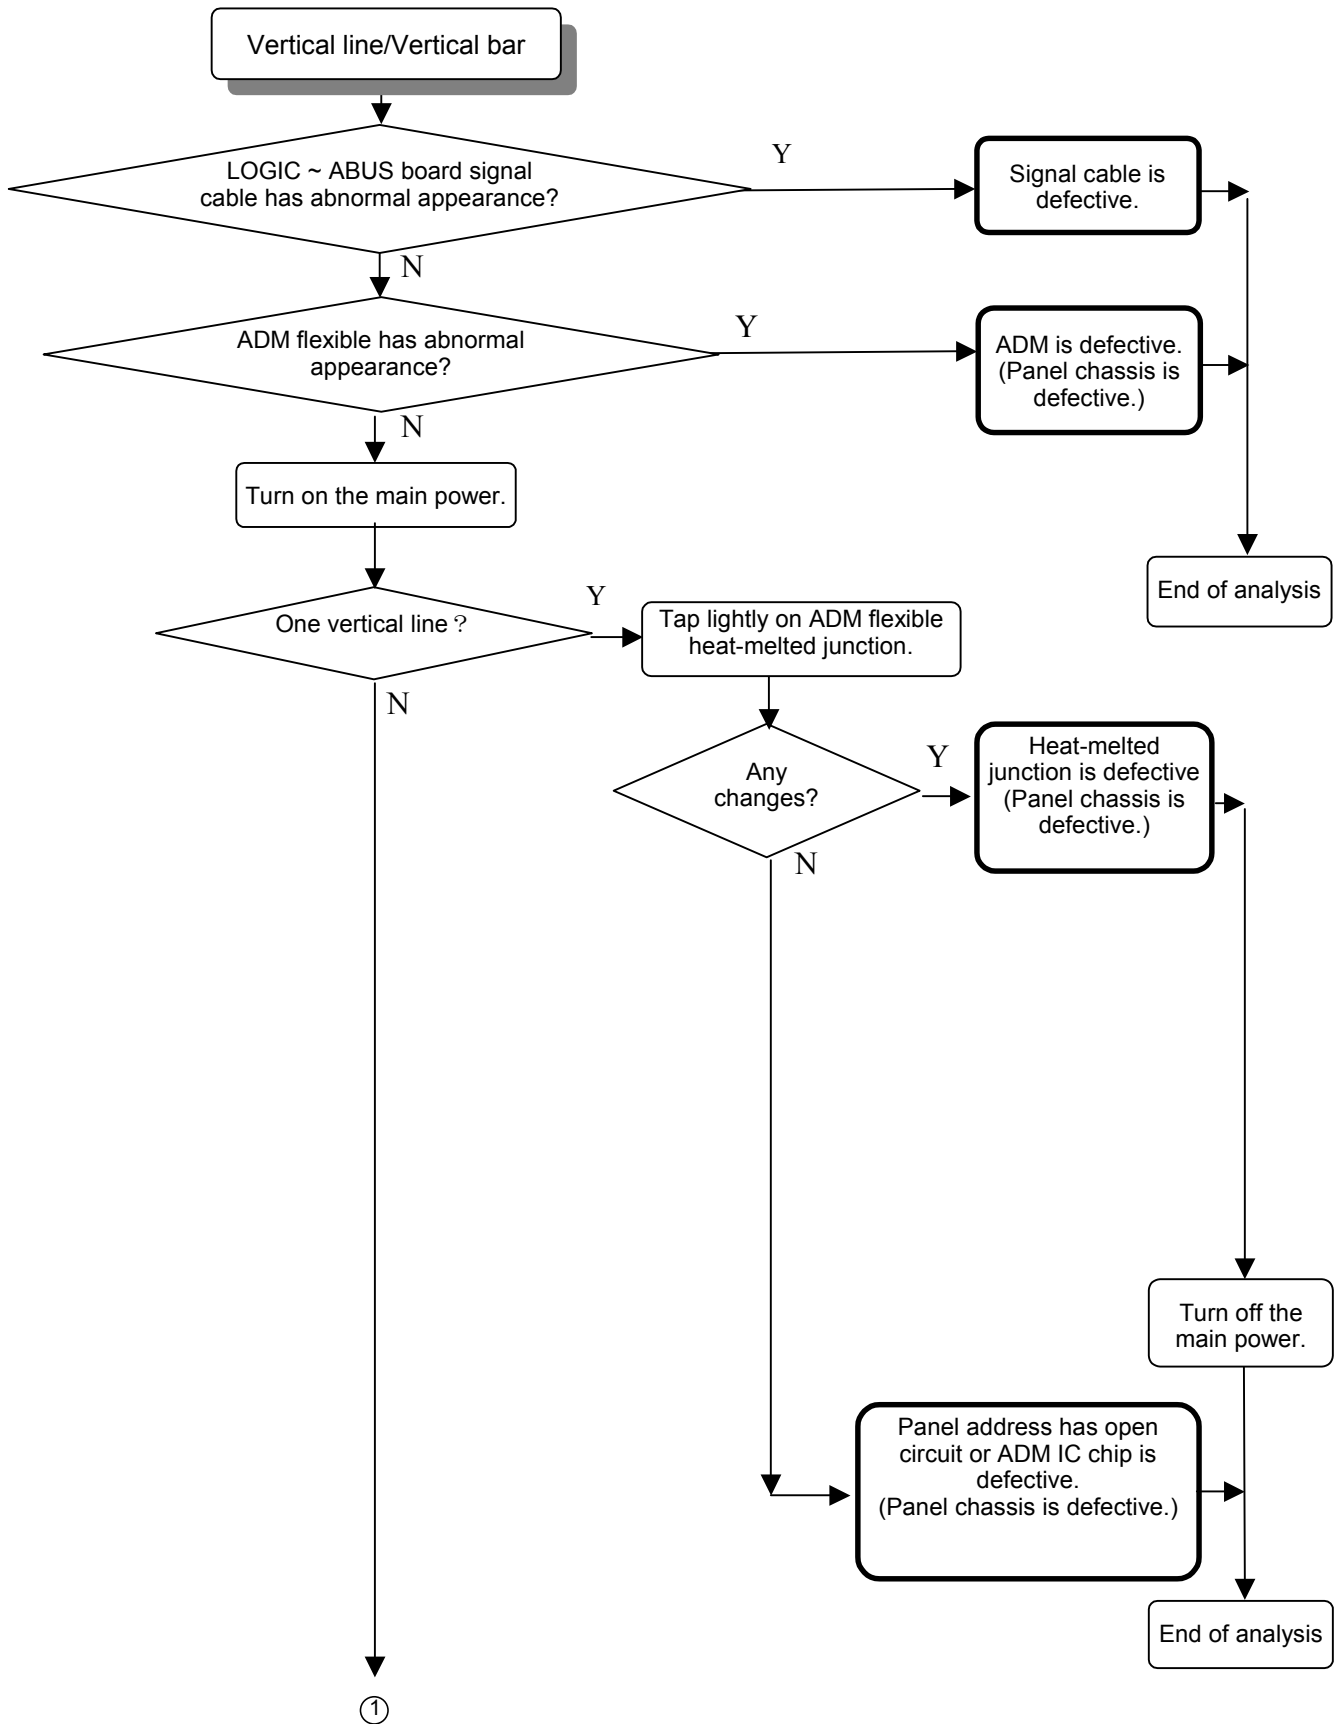 Vertical line/Vertical bar
LOGIC ~ ABUS board signal
cable has abnormal appearance?
Y
Signal cable is
defective.
N
ADM flexible has abnormal
appearance?
Y
ADM is defective.
(Panel chassis is
defective.)
N
Turn on the main power.
End of analysis
One vertical line？
Y
Tap lightly on ADM flexible
heat-melted junction.
N
Any
changes?
Y
Heat-melted
junction is defective
(Panel chassis is
defective.)
N
Turn off the
main power.
Panel address has open
circuit or ADM IC chip is
defective.
(Panel chassis is defective.)
End of analysis
①